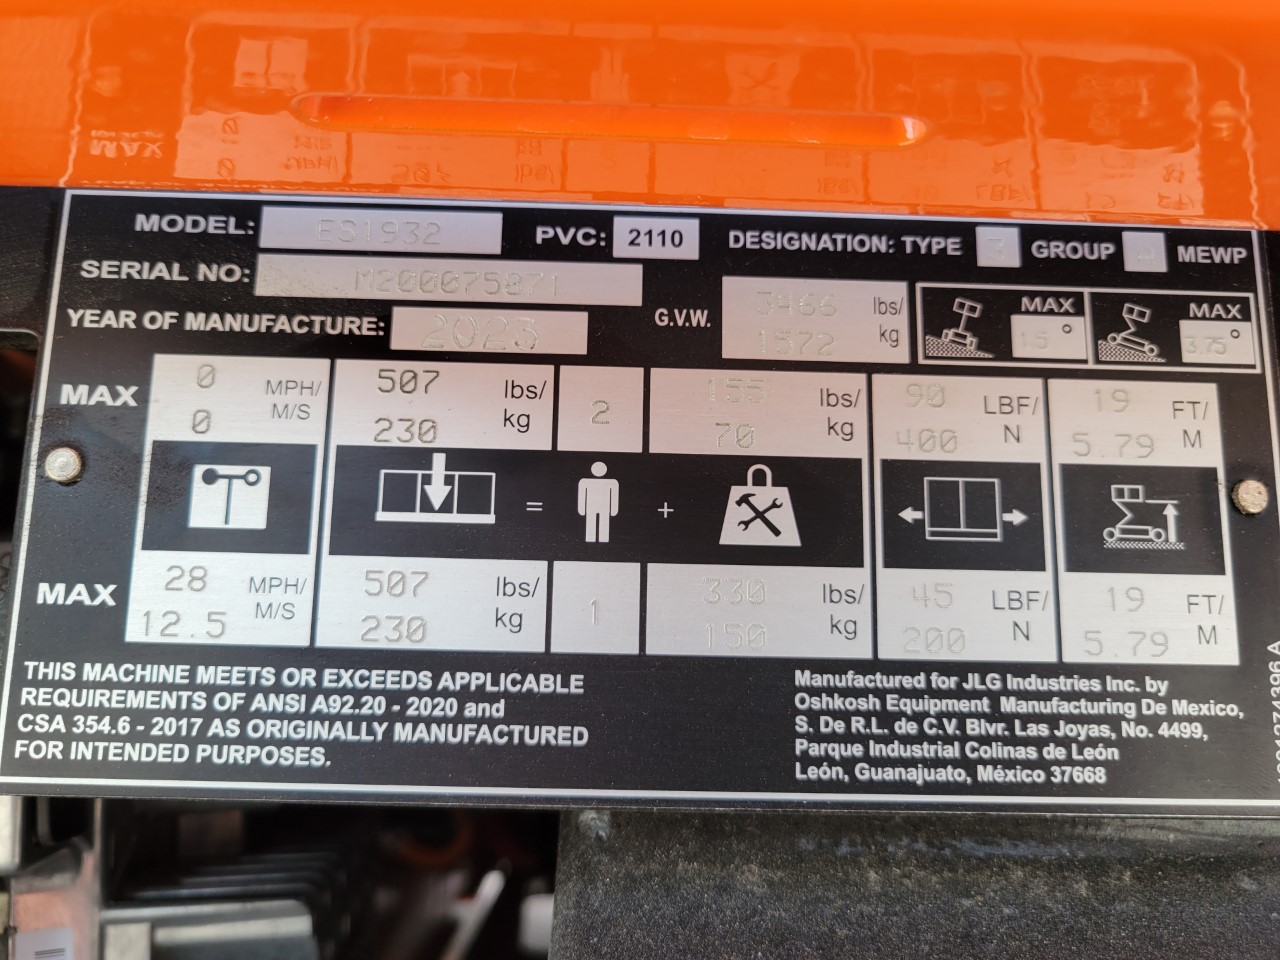 MODEL: ES1932 PVC: 2110 DESIGNATION: TYPE 3 GROUP A MEWP
SERIAL NO: M200075871
YEAR OF MANUFACTURE: 2023
G.V.W. 3466 lbs/
1572 kg
MAX 1.5°
MAX 3.75°
MAX 0 MPH/ 507 lbs/ 2 155 lbs/ 90 LBF/ 19 FT/
0 M/S 230 kg 70 kg 400 N 5.79 M
= +
MAX 28 MPH/ 507 lbs/ 1 330 lbs/ 45 LBF/ 19 FT/
12.5 M/S 230 kg 150 kg 200 N 5.79 M
THIS MACHINE MEETS OR EXCEEDS APPLICABLE
REQUIREMENTS OF ANSI A92.20 - 2020 and
CSA 354.6 - 2017 AS ORIGINALLY MANUFACTURED
FOR INTENDED PURPOSES.
Manufactured for JLG Industries Inc. by
Oshkosh Equipment Manufacturing De Mexico,
S. De R.L. de C.V. Blvr. Las Joyas, No. 4499,
Parque Industrial Colinas de León
León, Guanajuato, México 37668